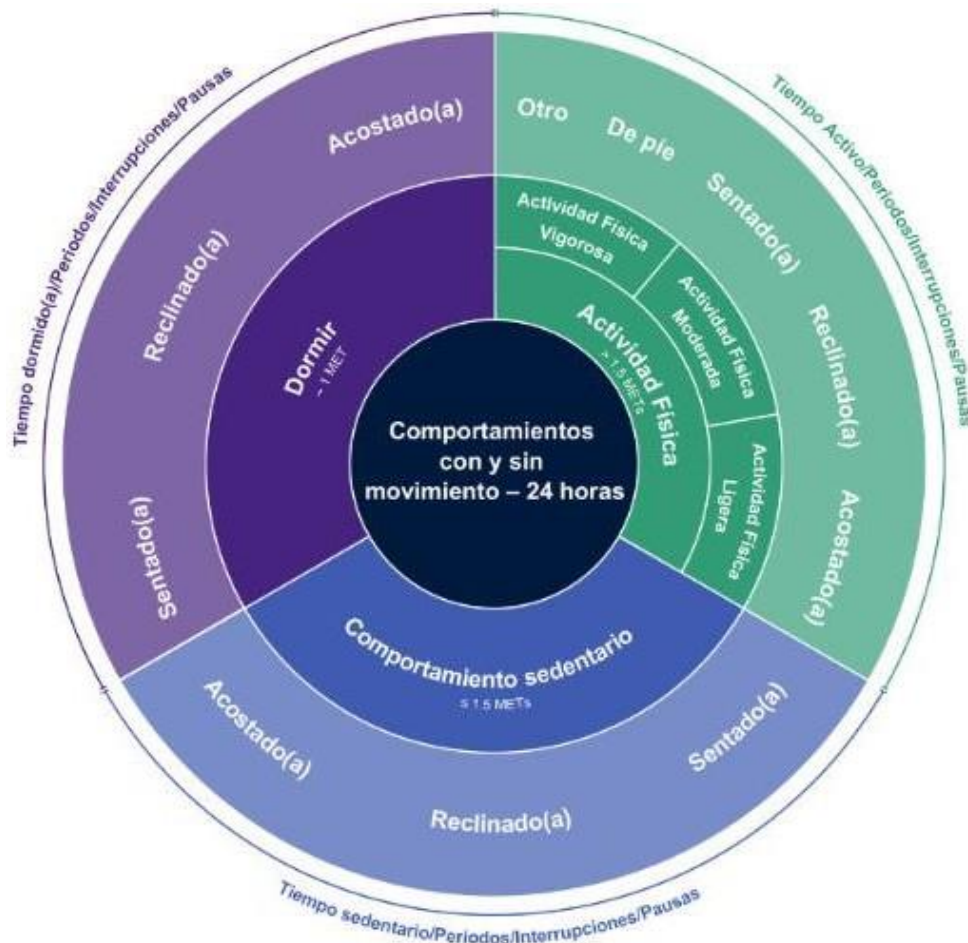 Comportamientos
con y sin
movimiento – 24 horas
Dormir
~ 1 MET
Acostado(a)
Reclinado(a)
Sentado(a)
Tiempo dormido(a)/Periodos/Interrupciones/Pausas
Actividad Física
> 1.5 METs
Actividad Física
Vigorosa
Actividad Física
Moderada
Actividad Física
Ligera
Otro
De pie
Sentado(a)
Reclinado(a)
Acostado(a)
Tiempo Activo/Periodos/Interrupciones/Pausas
Comportamiento sedentario
≤ 1.5 METs
Acostado(a)
Reclinado(a)
Sentado(a)
Tiempo sedentario/Periodos/Interrupciones/Pausas